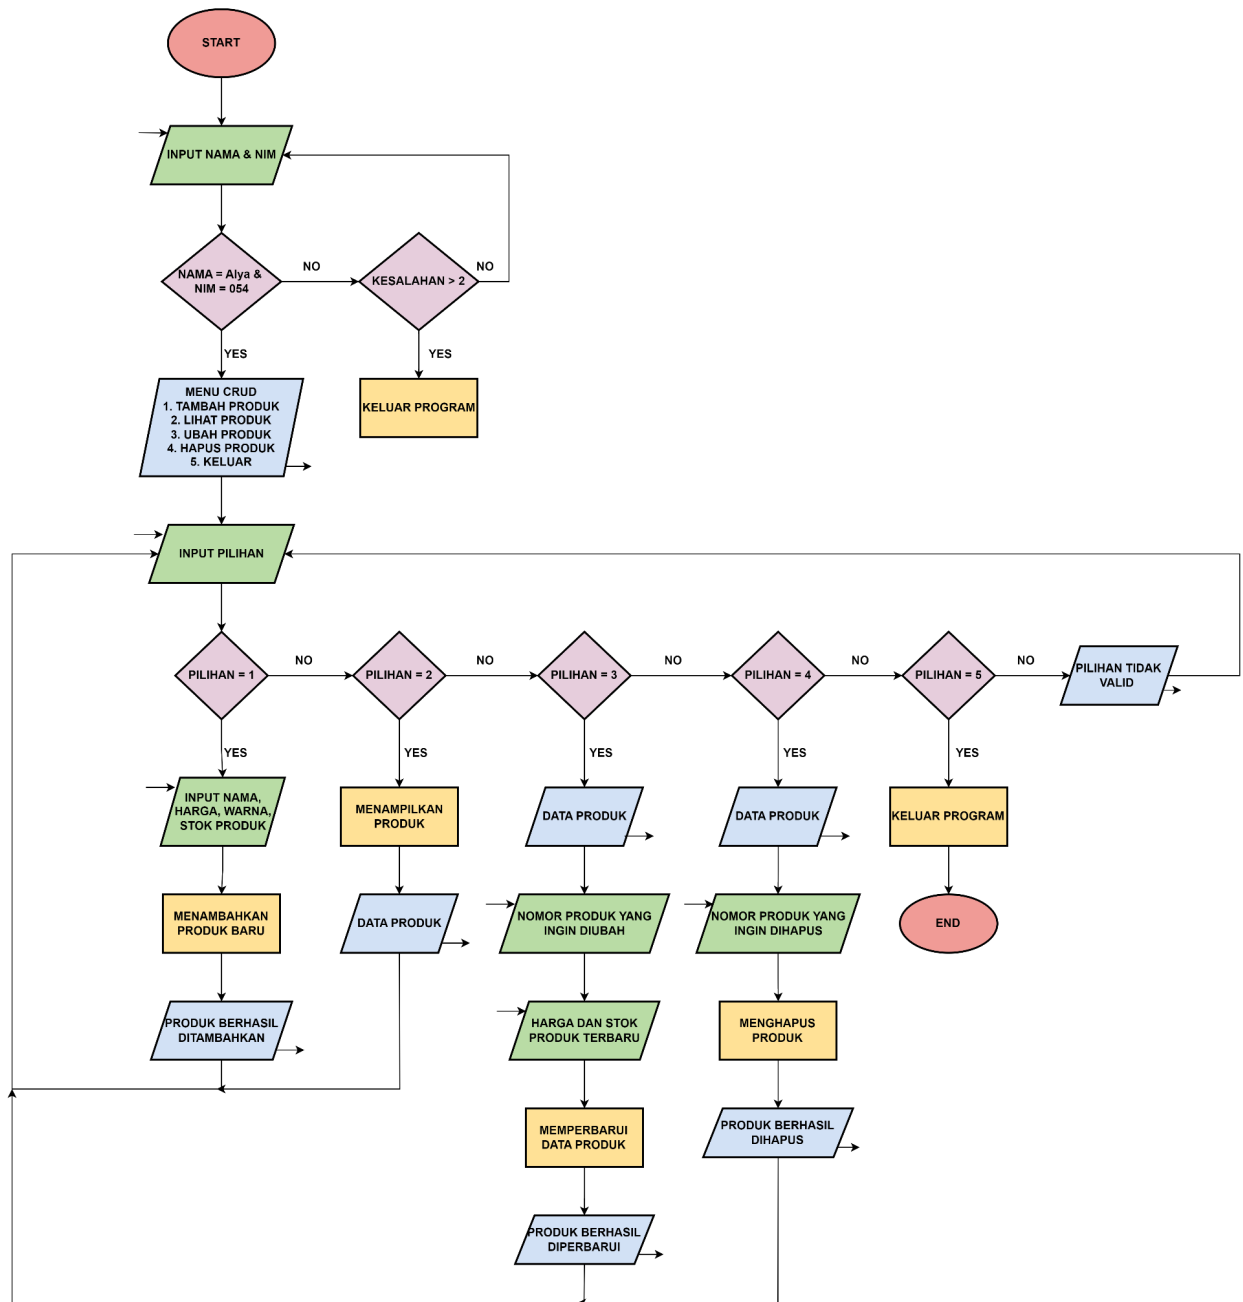 START
INPUT NAMA & NIM
NAMA = Alya &
NIM = 054
NO
KESALAHAN > 2
NO
YES
YES
MENU CRUD
1. TAMBAH PRODUK
2. LIHAT PRODUK
3. UBAH PRODUK
4. HAPUS PRODUK
5. KELUAR
KELUAR PROGRAM
INPUT PILIHAN
PILIHAN = 1
NO
PILIHAN = 2
NO
PILIHAN = 3
NO
PILIHAN = 4
NO
PILIHAN = 5
NO
PILIHAN TIDAK
VALID
YES
YES
YES
YES
YES
INPUT NAMA,
HARGA, WARNA,
STOK PRODUK
MENAMPILKAN
PRODUK
DATA PRODUK
DATA PRODUK
KELUAR PROGRAM
MENAMBAHKAN
PRODUK BARU
DATA PRODUK
NOMOR PRODUK YANG
INGIN DIUBAH
NOMOR PRODUK YANG
INGIN DIHAPUS
END
PRODUK BERHASIL
DITAMBAHKAN
HARGA DAN STOK
PRODUK TERBARU
MENGHAPUS
PRODUK
MEMPERBARUI
DATA PRODUK
PRODUK BERHASIL
DIHAPUS
PRODUK BERHASIL
DIPERBARUI